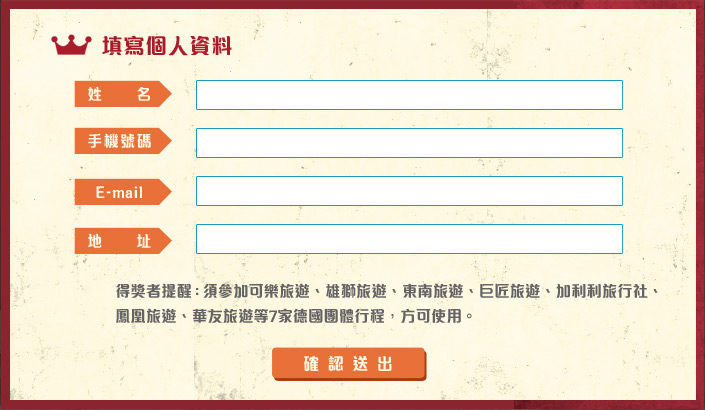 填寫個人資料
姓 名
手機號碼
E-mail
地 址
得獎者提醒：須參加可樂旅遊、雄獅旅遊、東南旅遊、巨匠旅遊、加利利旅行社、
鳳凰旅遊、華友旅遊等7家德國團體行程，方可使用。
確認送出